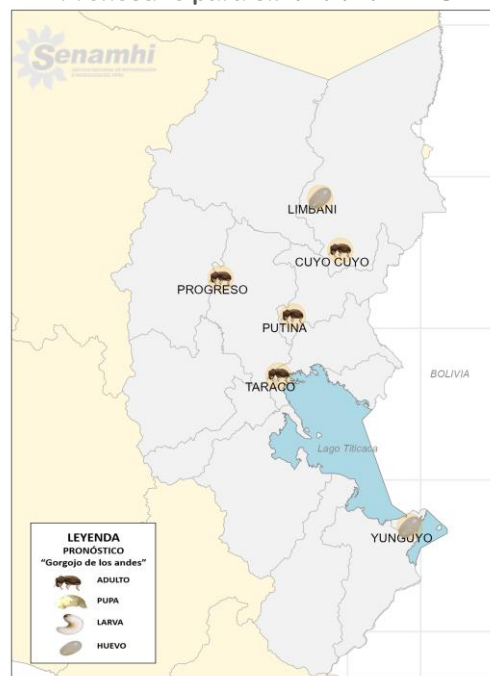 Senamhi
LIMBANI
CUYO CUYO
PROGRESO
PUTINA
TARACO
BOLIVIA
Lago Titicaca
YUNGUYO
LEYENDA
PRONÓSTICO
"Gorgojo de los andes"
ADULTO
PUPA
LARVA
HUEVO